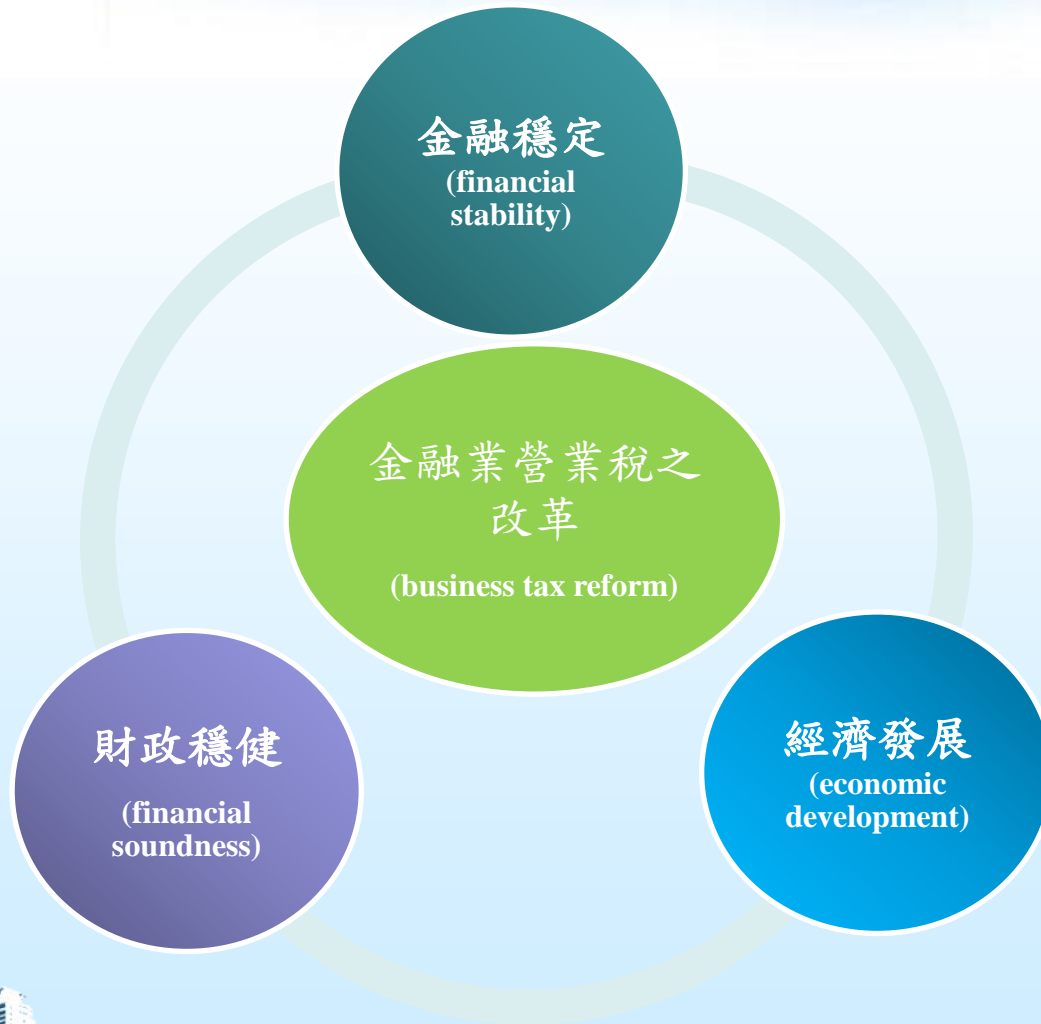 金融穩定
(financial
stability)
金融業營業稅之
改革
(business tax reform)
財政穩健
(financial
soundness)
經濟發展
(economic
development)